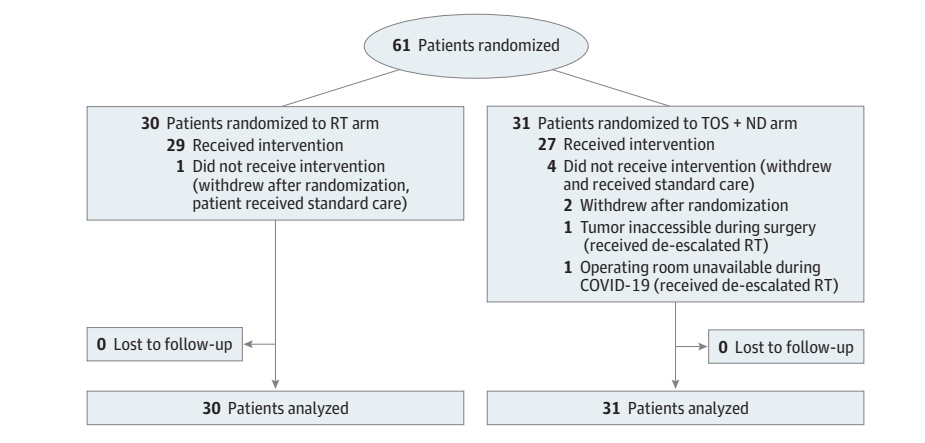 61 Patients randomized
30 Patients randomized to RT arm
29 Received intervention
1 Did not receive intervention
(withdrew after randomization,
patient received standard care)
31 Patients randomized to TOS + ND arm
27 Received intervention
4 Did not receive intervention (withdrew
and received standard care)
2 Withdrew after randomization
1 Tumor inaccessible during surgery
(received de-escalated RT)
1 Operating room unavailable during
COVID-19 (received de-escalated RT)
0 Lost to follow-up
0 Lost to follow-up
30 Patients analyzed
31 Patients analyzed